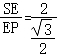 SE/EP = 2/(√3/2)